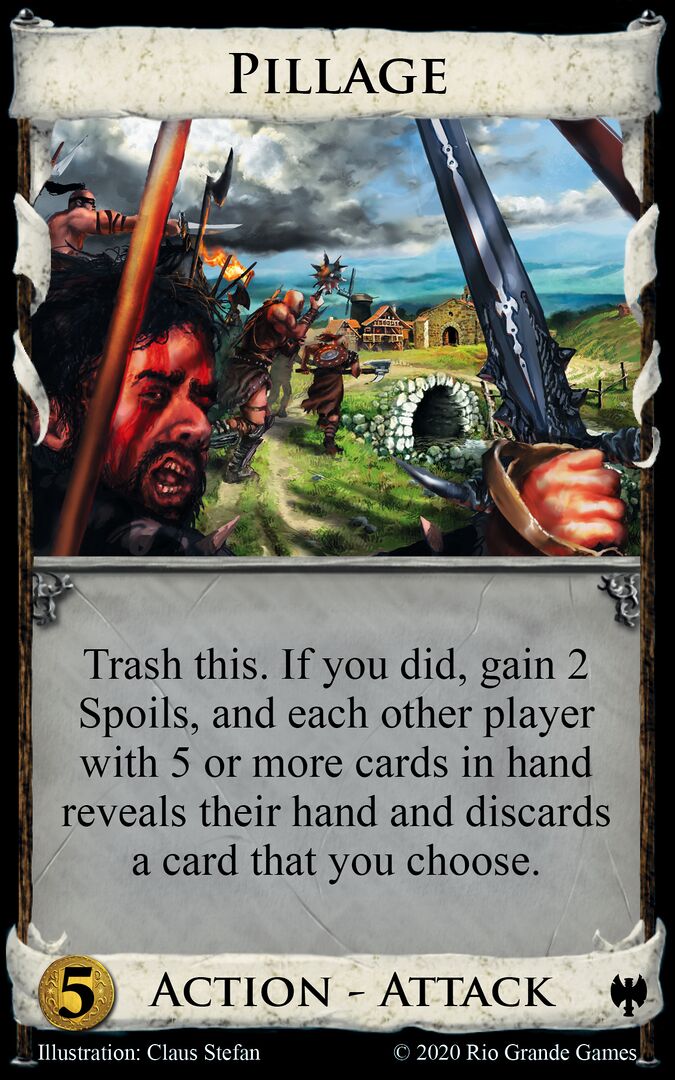 PILLAGE
Trash this. If you did, gain 2
Spoils, and each other player
with 5 or more cards in hand
reveals their hand and discards
a card that you choose.
5 ACTION - ATTACK
Illustration: Claus Stefan © 2020 Rio Grande Games